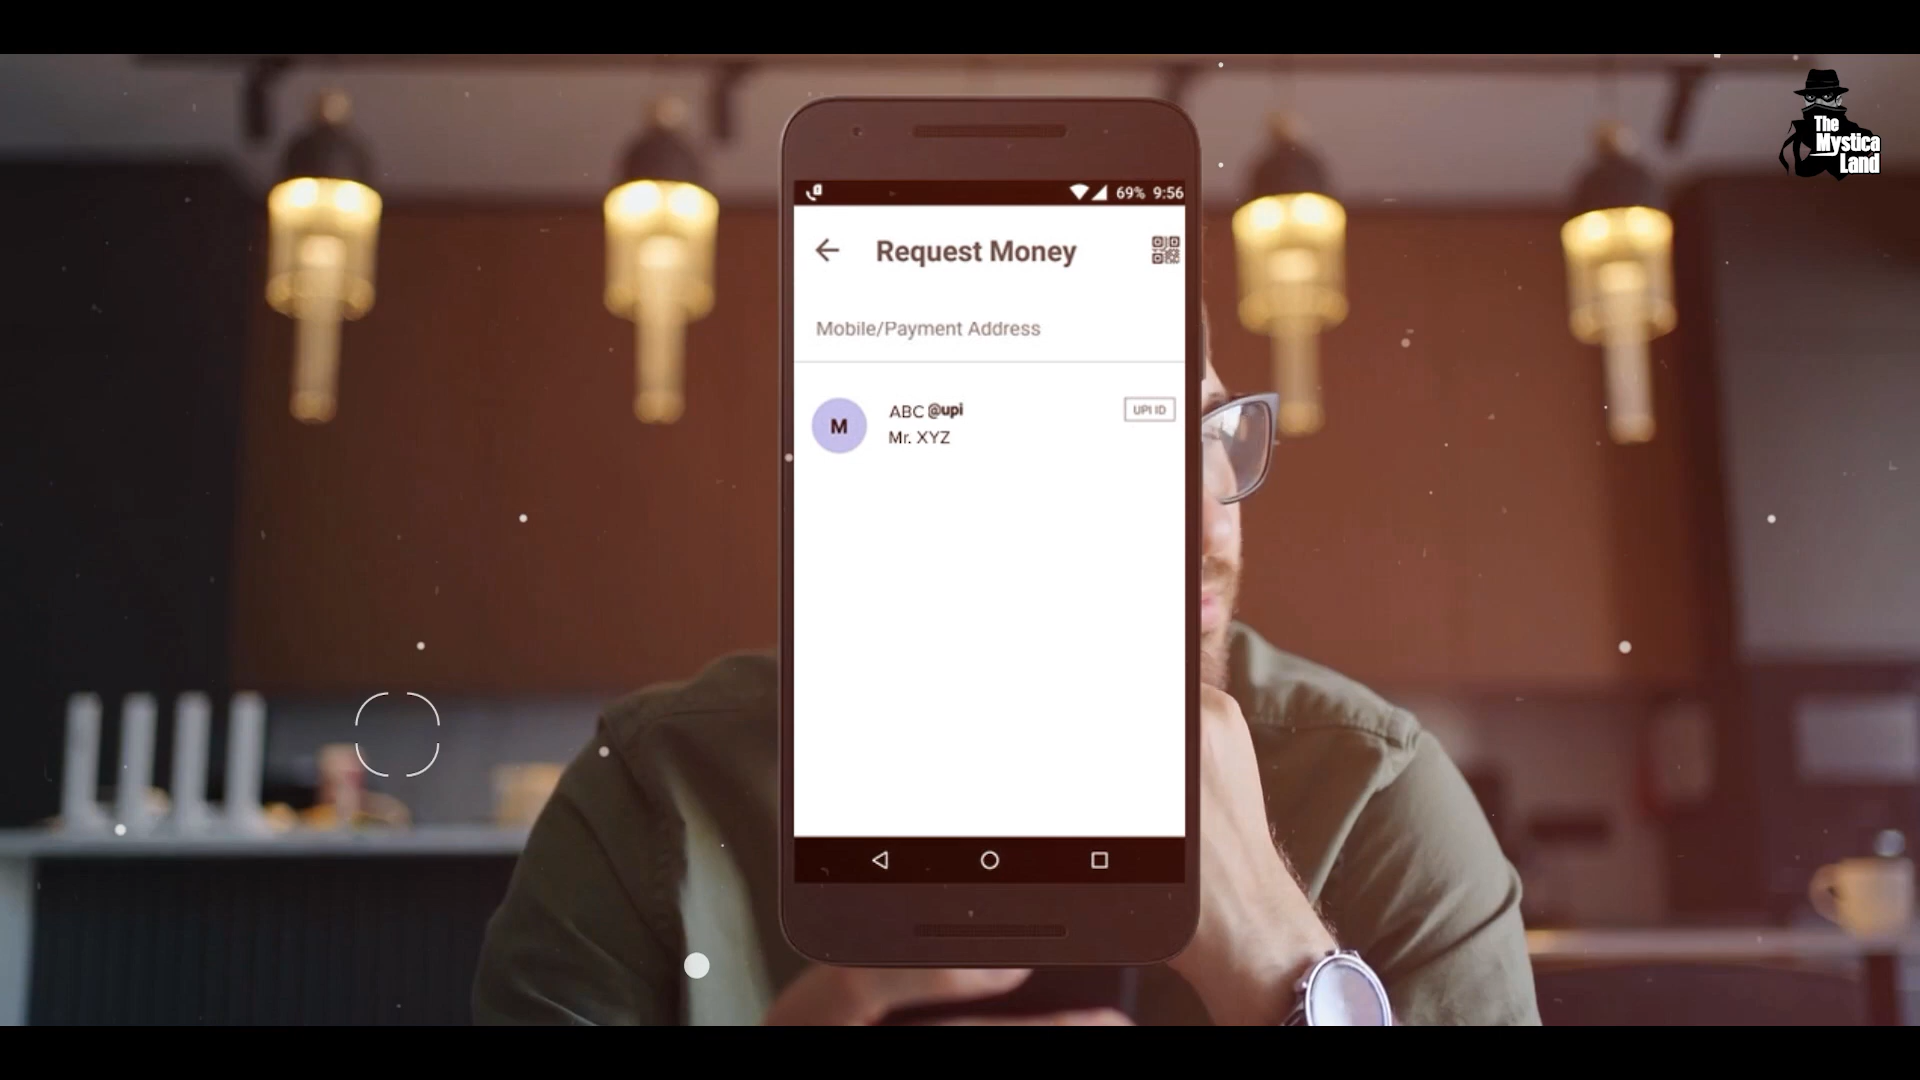 The
Mystica
Land
69% 9:56
Request Money
Mobile/Payment Address
M
ABC @upi
UPI ID
Mr. XYZ